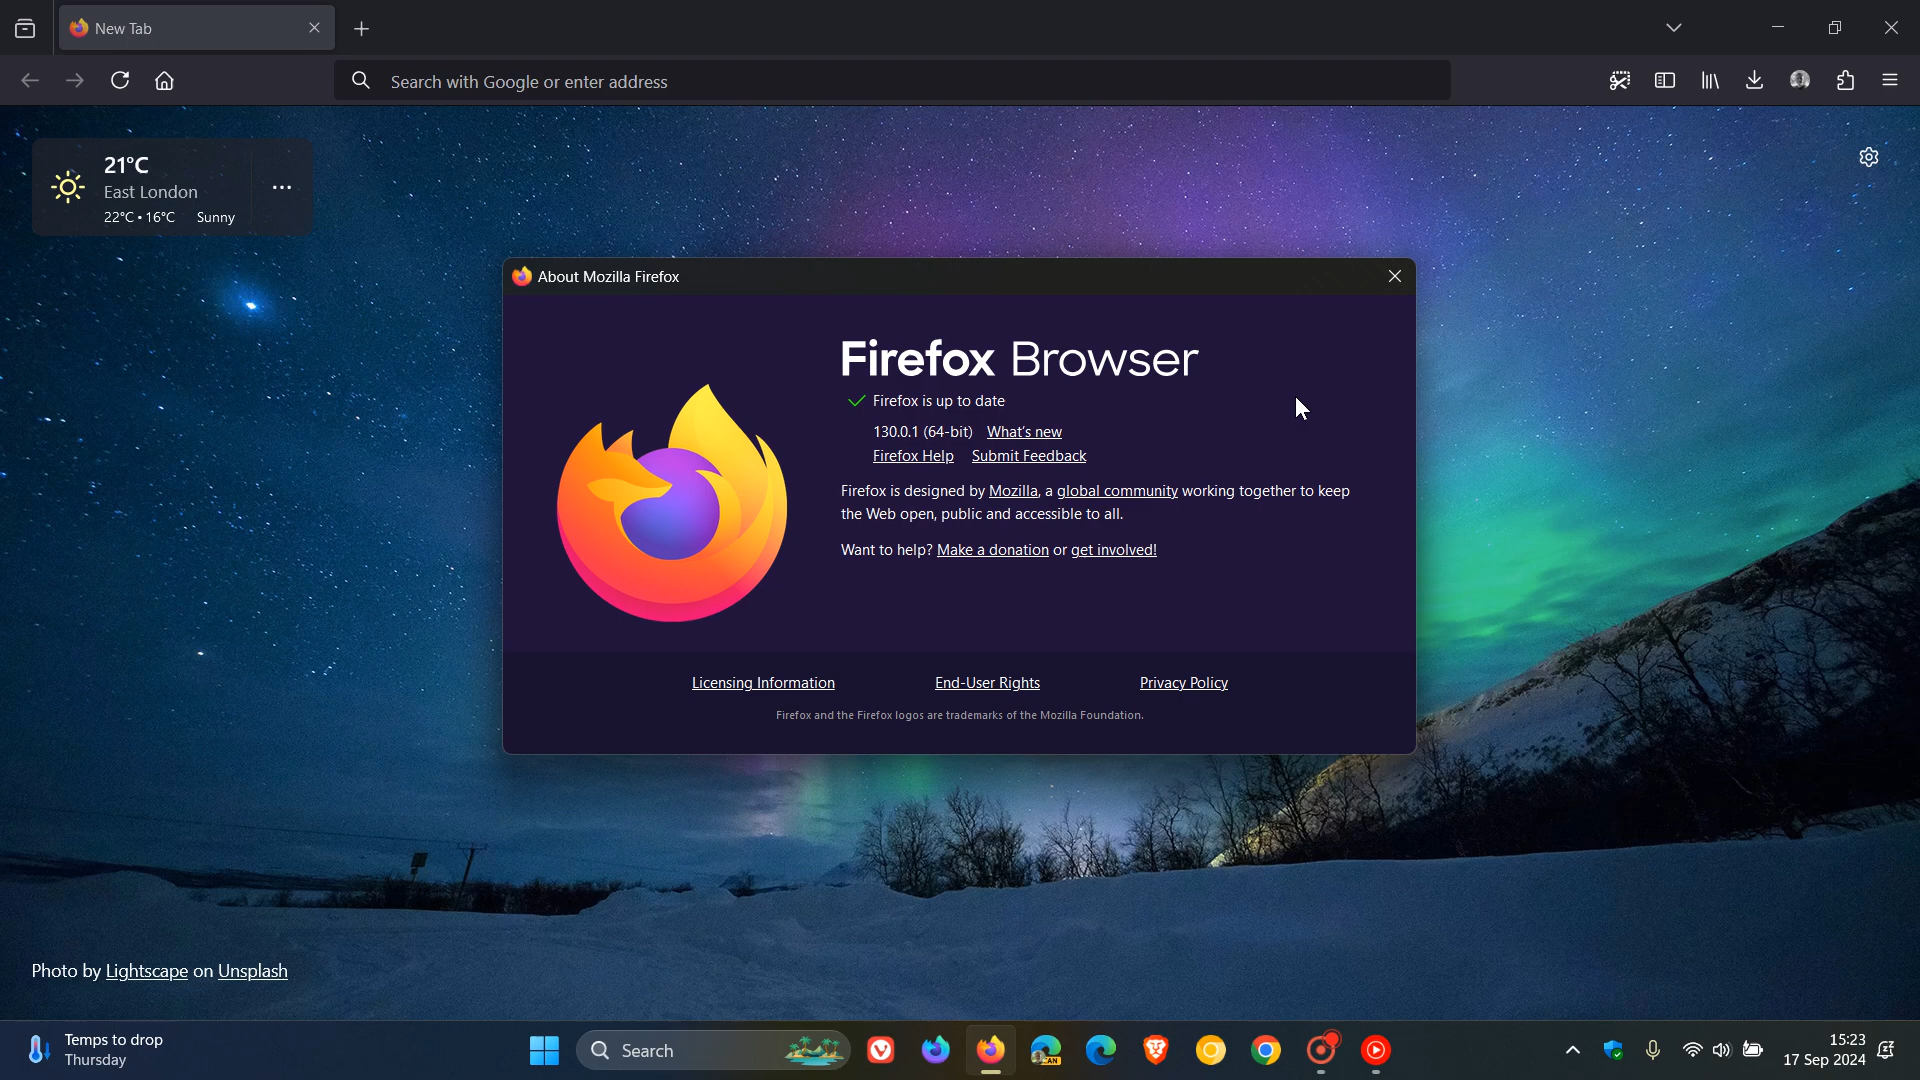 New Tab
Search with Google or enter address
21°C
East London
22°C • 16°C Sunny
About Mozilla Firefox
Firefox Browser
Firefox is up to date
130.0.1 (64-bit) What's new
Firefox Help Submit Feedback
Firefox is designed by Mozilla, a global community working together to keep
the Web open, public and accessible to all.
Want to help? Make a donation or get involved!
Licensing Information End-User Rights Privacy Policy
Firefox and the Firefox logos are trademarks of the Mozilla Foundation.
Photo by Lightscape on Unsplash
Temps to drop
Thursday
Search
CAN
15:23
17 Sep 2024